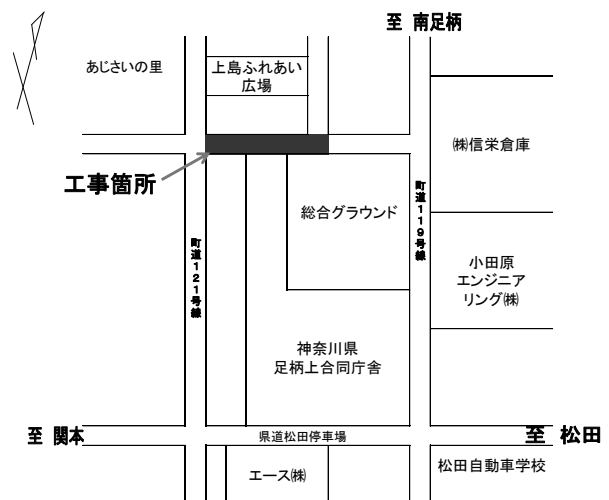 至 南足柄
あじさいの里
上島ふれあい
広場
㈱信栄倉庫
工事箇所
総合グラウンド
町道119号線
町道121号線
小田原
エンジニア
リング㈱
神奈川県
足柄上合同庁舎
至 関本
県道松田停車場
至 松田
エース㈱
松田自動車学校